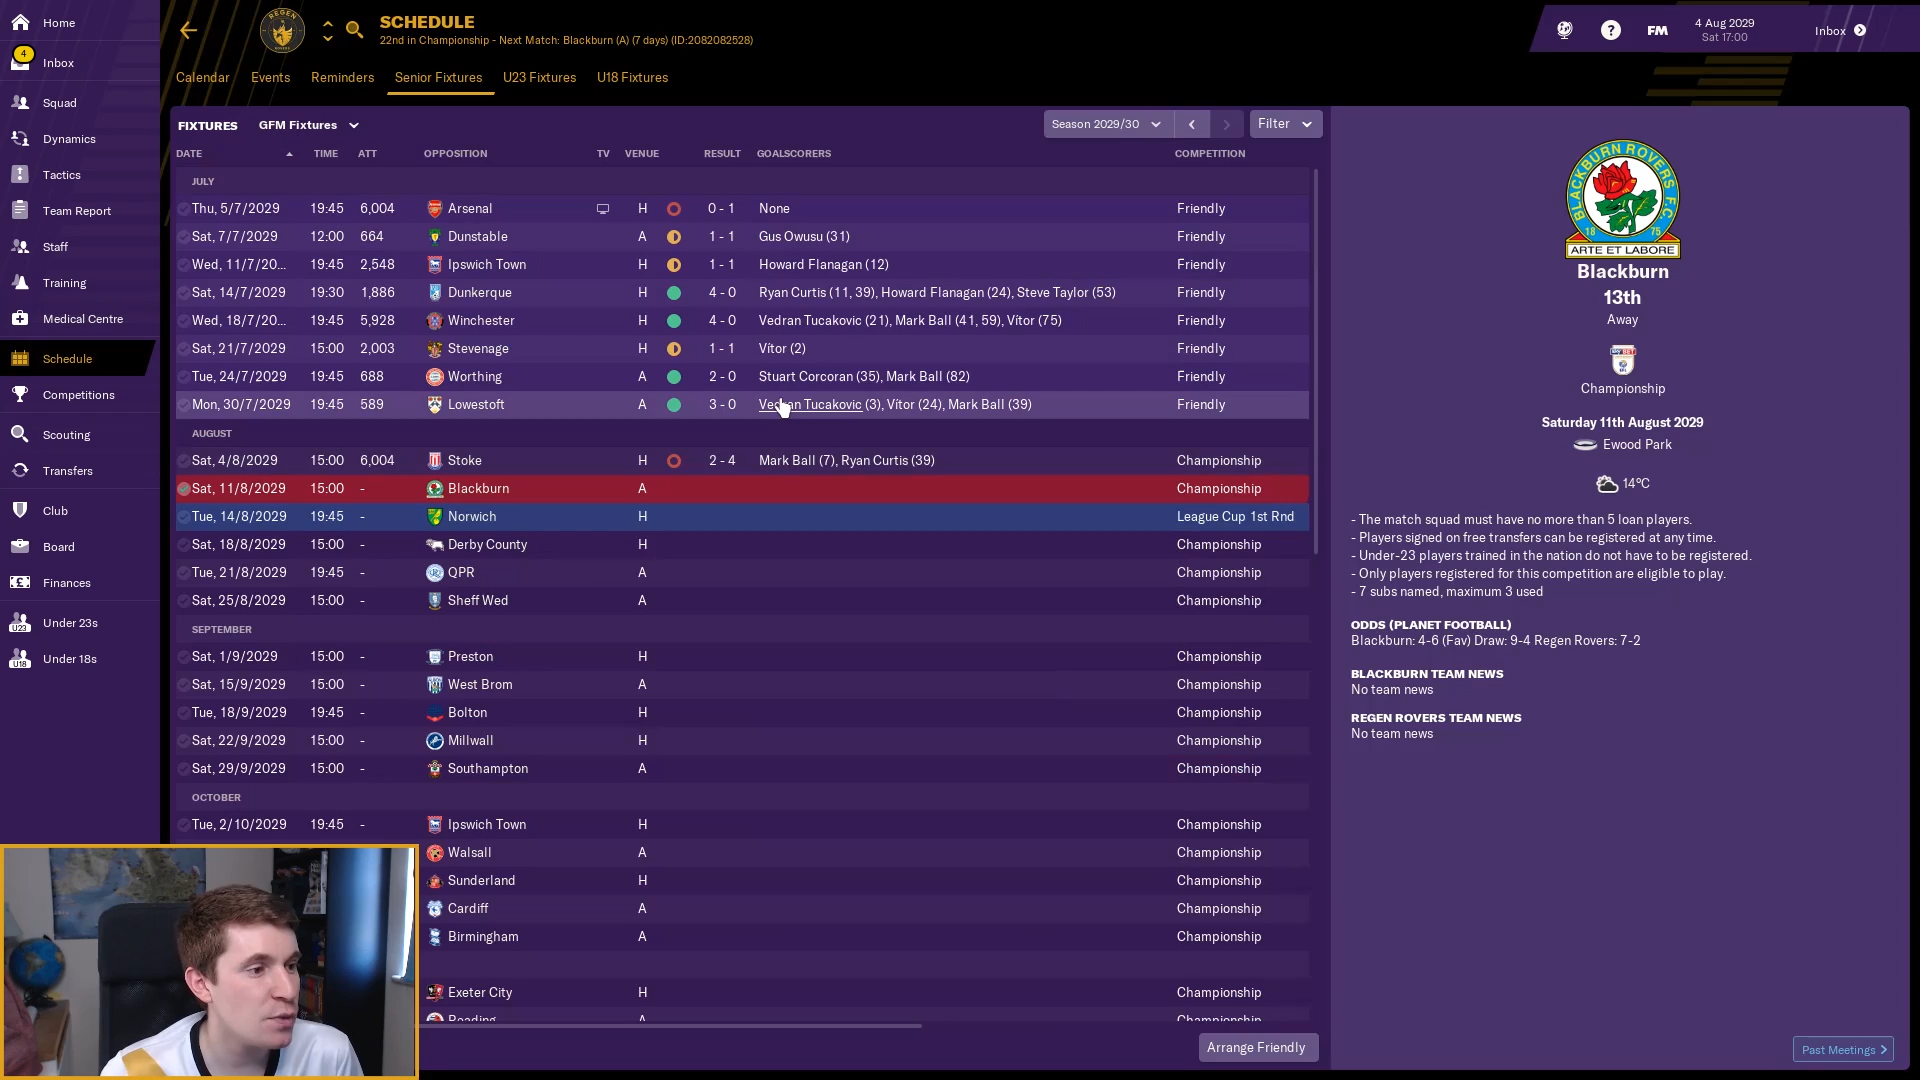 Home
4
Inbox
Squad
Dynamics
Tactics
Team Report
Staff
Training
Medical Centre
Schedule
Competitions
Scouting
Transfers
Club
Board
Finances
U23 Under 23s
U18 Under 18s
REGEN
SCHEDULE
22nd in Championship - Next Match: Blackburn (A) (7 days) (ID:2082082528)
? FM
4 Aug 2029
Sat 17:00
Inbox
Calendar Events Reminders Senior Fixtures U23 Fixtures U18 Fixtures
FIXTURES GFM Fixtures Season 2029/30 Filter
DATE TIME ATT OPPOSITION TV VENUE RESULT GOALSCORERS COMPETITION
JULY
Thu, 5/7/2029 19:45 6,004 Arsenal H 0 - 1 None Friendly
Sat, 7/7/2029 12:00 664 Dunstable A 1 - 1 Gus Owusu (31) Friendly
Wed, 11/7/20... 19:45 2,548 Ipswich Town H 1 - 1 Howard Flanagan (12) Friendly
Sat, 14/7/2029 19:30 1,886 Dunkerque H 4 - 0 Ryan Curtis (11, 39), Howard Flanagan (24), Steve Taylor (53) Friendly
Wed, 18/7/20... 19:45 5,928 Winchester H 4 - 0 Vedran Tucakovic (21), Mark Ball (41, 59), Vítor (75) Friendly
Sat, 21/7/2029 15:00 2,003 Stevenage H 1 - 1 Vítor (2) Friendly
Tue, 24/7/2029 19:45 688 Worthing A 2 - 0 Stuart Corcoran (35), Mark Ball (82) Friendly
Mon, 30/7/2029 19:45 589 Lowestoft A 3 - 0 Vedran Tucakovic (3), Vítor (24), Mark Ball (39) Friendly
AUGUST
Sat, 4/8/2029 15:00 6,004 Stoke H 2 - 4 Mark Ball (7), Ryan Curtis (39) Championship
Sat, 11/8/2029 15:00 - Blackburn A Championship
Tue, 14/8/2029 19:45 - Norwich H League Cup 1st Rnd
Sat, 18/8/2029 15:00 - Derby County H Championship
Tue, 21/8/2029 19:45 - QPR A Championship
Sat, 25/8/2029 15:00 - Sheff Wed A Championship
SEPTEMBER
Sat, 1/9/2029 15:00 - Preston H Championship
Sat, 15/9/2029 15:00 - West Brom A Championship
Tue, 18/9/2029 19:45 - Bolton H Championship
Sat, 22/9/2029 15:00 - Millwall H Championship
Sat, 29/9/2029 15:00 - Southampton A Championship
OCTOBER
Tue, 2/10/2029 19:45 - Ipswich Town H Championship
Walsall A Championship
Sunderland H Championship
Cardiff A Championship
Birmingham A Championship
Exeter City H Championship
Reading A Championship
Arrange Friendly
BLACKBURN ROVERS F.C.
18 75
ARTE ET LABORE
Blackburn
13th
Away
Championship
Saturday 11th August 2029
Ewood Park
14°C
- The match squad must have no more than 5 loan players.
- Players signed on free transfers can be registered at any time.
- Under-23 players trained in the nation do not have to be registered.
- Only players registered for this competition are eligible to play.
- 7 subs named, maximum 3 used
ODDS (PLANET FOOTBALL)
Blackburn: 4-6 (Fav) Draw: 9-4 Regen Rovers: 7-2
BLACKBURN TEAM NEWS
No team news
REGEN ROVERS TEAM NEWS
No team news
Past Meetings